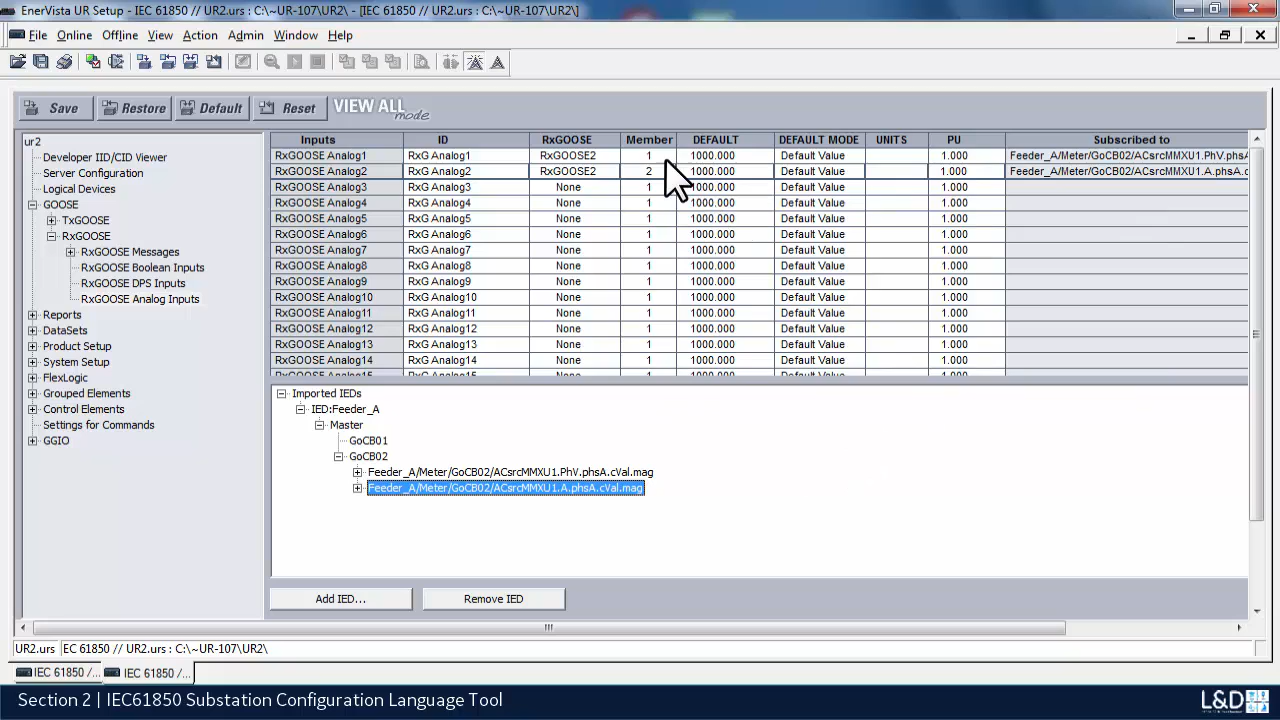 EnerVista UR Setup - IEC 61850 // UR2.urs : C:\~UR-107\UR2\ - [IEC 61850 // UR2.urs : C:\~UR-107\UR2\]
File Online Offline View Action Admin Window Help
Save Restore Default Reset VIEW ALL mode
ur2
Developer IID/CID Viewer
Server Configuration
Logical Devices
GOOSE
TxGOOSE
RxGOOSE
RxGOOSE Messages
RxGOOSE Boolean Inputs
RxGOOSE DPS Inputs
RxGOOSE Analog Inputs
Reports
DataSets
Product Setup
System Setup
FlexLogic
Grouped Elements
Control Elements
Settings for Commands
GGIO
Inputs ID RxGOOSE Member DEFAULT DEFAULT MODE UNITS PU Subscribed to
RxGOOSE Analog1 RxG Analog1 RxGOOSE2 1 1000.000 Default Value 1.000 Feeder_A/Meter/GoCB02/ACsrcMMXU1.PhV.phsA
RxGOOSE Analog2 RxG Analog2 RxGOOSE2 2 1000.000 Default Value 1.000 Feeder_A/Meter/GoCB02/ACsrcMMXU1.A.phsA.c
RxGOOSE Analog3 RxG Analog3 None 1 1000.000 Default Value 1.000
RxGOOSE Analog4 RxG Analog4 None 1 1000.000 Default Value 1.000
RxGOOSE Analog5 RxG Analog5 None 1 1000.000 Default Value 1.000
RxGOOSE Analog6 RxG Analog6 None 1 1000.000 Default Value 1.000
RxGOOSE Analog7 RxG Analog7 None 1 1000.000 Default Value 1.000
RxGOOSE Analog8 RxG Analog8 None 1 1000.000 Default Value 1.000
RxGOOSE Analog9 RxG Analog9 None 1 1000.000 Default Value 1.000
RxGOOSE Analog10 RxG Analog10 None 1 1000.000 Default Value 1.000
RxGOOSE Analog11 RxG Analog11 None 1 1000.000 Default Value 1.000
RxGOOSE Analog12 RxG Analog12 None 1 1000.000 Default Value 1.000
RxGOOSE Analog13 RxG Analog13 None 1 1000.000 Default Value 1.000
RxGOOSE Analog14 RxG Analog14 None 1 1000.000 Default Value 1.000
RxGOOSE Analog15 RxG Analog15 None 1 1000.000 Default Value 1.000
Imported IEDs
IED:Feeder_A
Master
GoCB01
GoCB02
Feeder_A/Meter/GoCB02/ACsrcMMXU1.PhV.phsA.cVal.mag
Feeder_A/Meter/GoCB02/ACsrcMMXU1.A.phsA.cVal.mag
Add IED... Remove IED
UR2.urs EC 61850 // UR2.urs : C:\~UR-107\UR2\
IEC 61850 /... IEC 61850 /...
Section 2 | IEC61850 Substation Configuration Language Tool
L&D